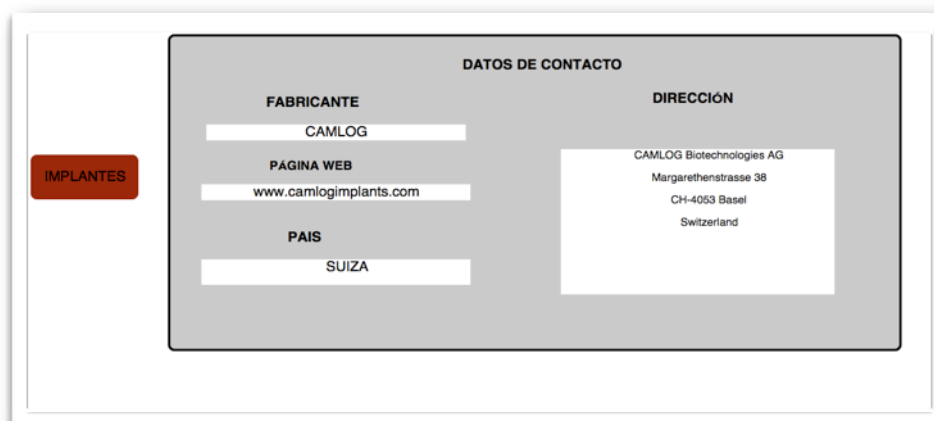 DATOS DE CONTACTO
FABRICANTE
CAMLOG
PÁGINA WEB
www.camlogimplants.com
PAIS
SUIZA
DIRECCIÓN
CAMLOG Biotechnologies AG
Margarethenstrasse 38
CH-4053 Basel
Switzerland
IMPLANTES